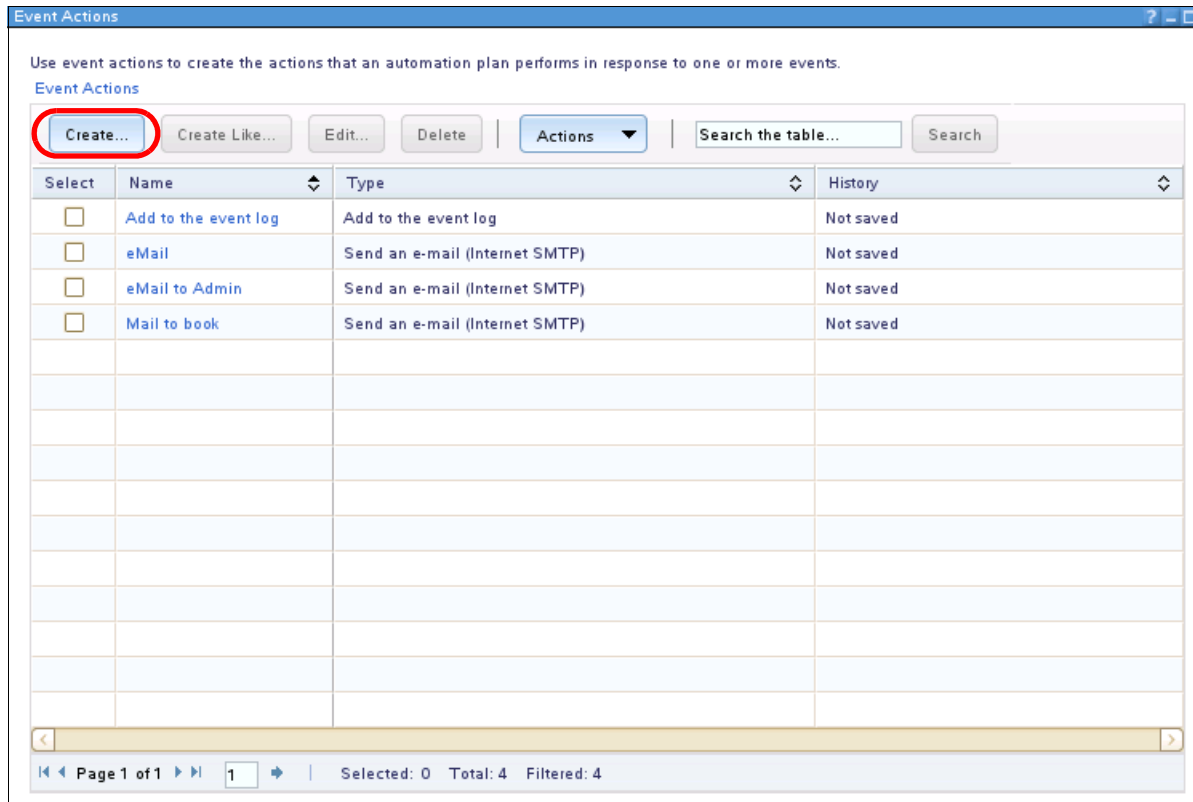 Event Actions ?
Use event actions to create the actions that an automation plan performs in response to one or more events.
Event Actions
Create... Create Like... Edit... Delete | Actions | Search the table... Search
Select Name Type History
Add to the event log Add to the event log Not saved
eMail Send an e-mail (Internet SMTP) Not saved
eMail to Admin Send an e-mail (Internet SMTP) Not saved
Mail to book Send an e-mail (Internet SMTP) Not saved
Page 1 of 1 1 | Selected: 0 Total: 4 Filtered: 4